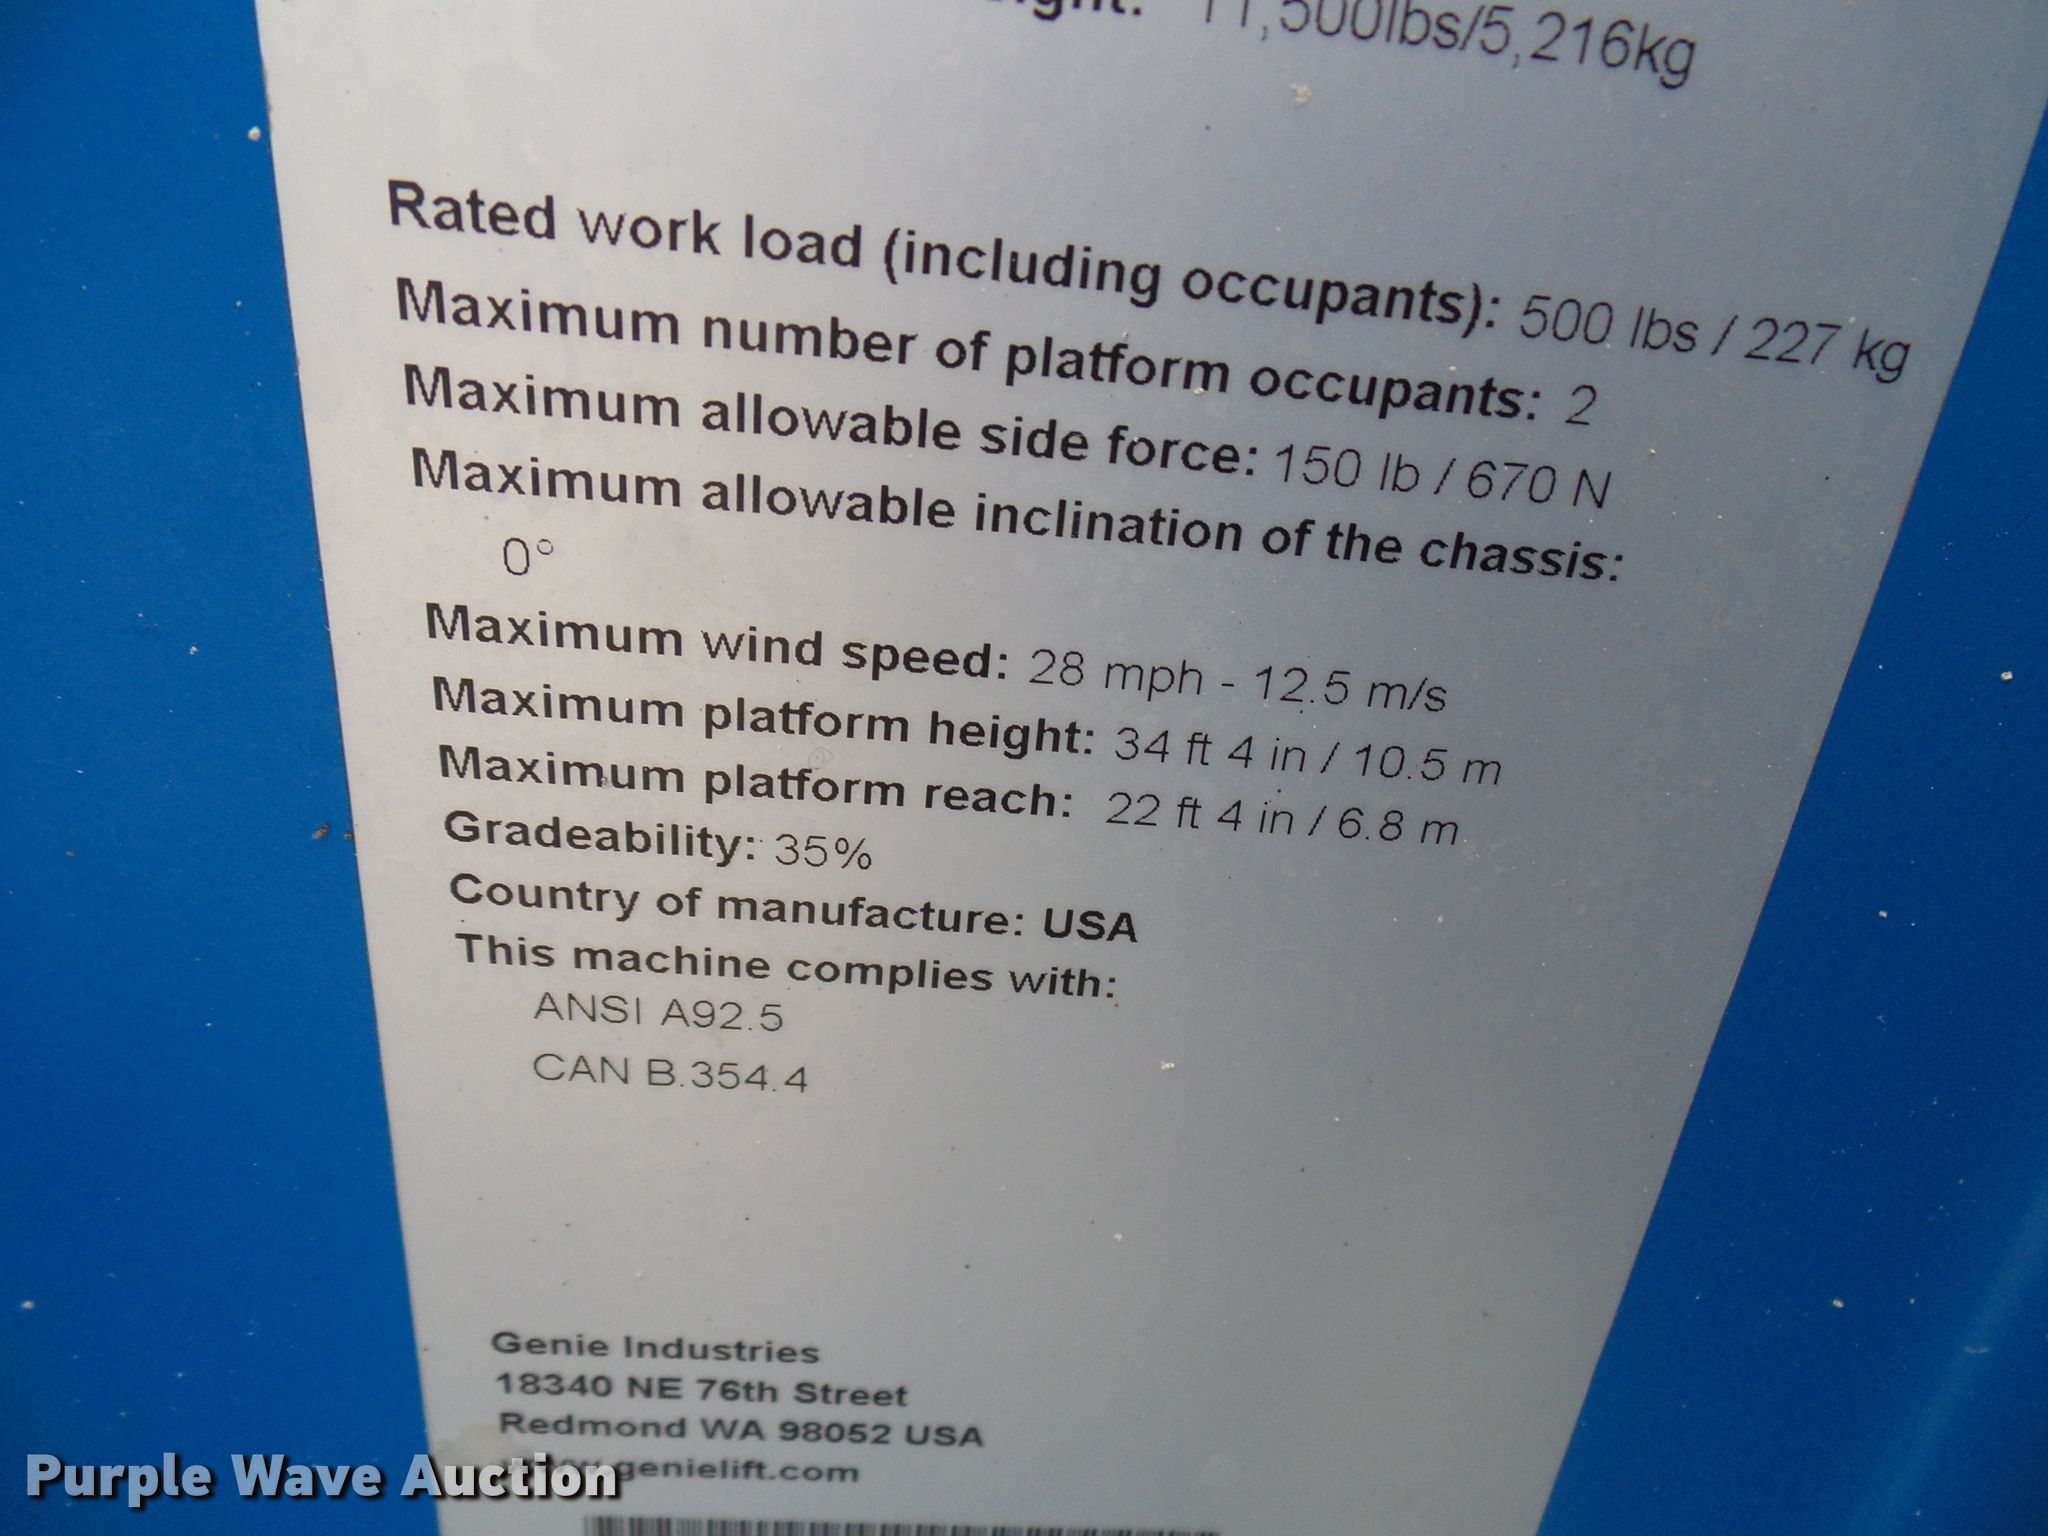 11,500lbs/5,216kg
Rated work load (including occupants): 500 lbs / 227 kg
Maximum number of platform occupants: 2
Maximum allowable side force: 150 lb / 670 N
Maximum allowable inclination of the chassis:
0°
Maximum wind speed: 28 mph - 12.5 m/s
Maximum platform height: 34 ft 4 in / 10.5 m
Maximum platform reach: 22 ft 4 in / 6.8 m
Gradeability: 35%
Country of manufacture: USA
This machine complies with:
ANSI A92.5
CAN B.354.4
Genie Industries
18340 NE 76th Street
Redmond WA 98052 USA
www.genielift.com
Purple Wave Auction